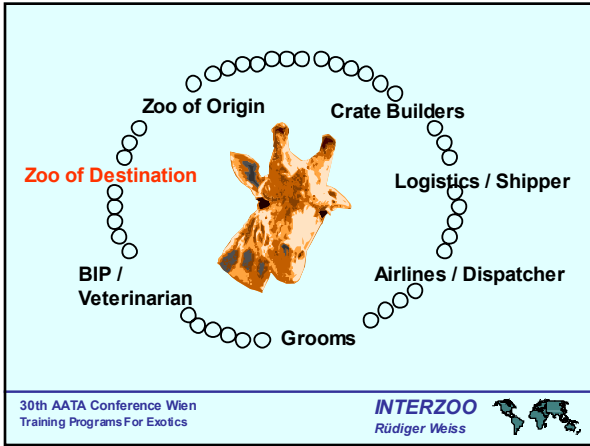 Zoo of Origin
Crate Builders
Zoo of Destination
Logistics / Shipper
BIP /
Veterinarian
Airlines / Dispatcher
Grooms
30th AATA Conference Wien
Training Programs For Exotics
INTERZOO
Rüdiger Weiss